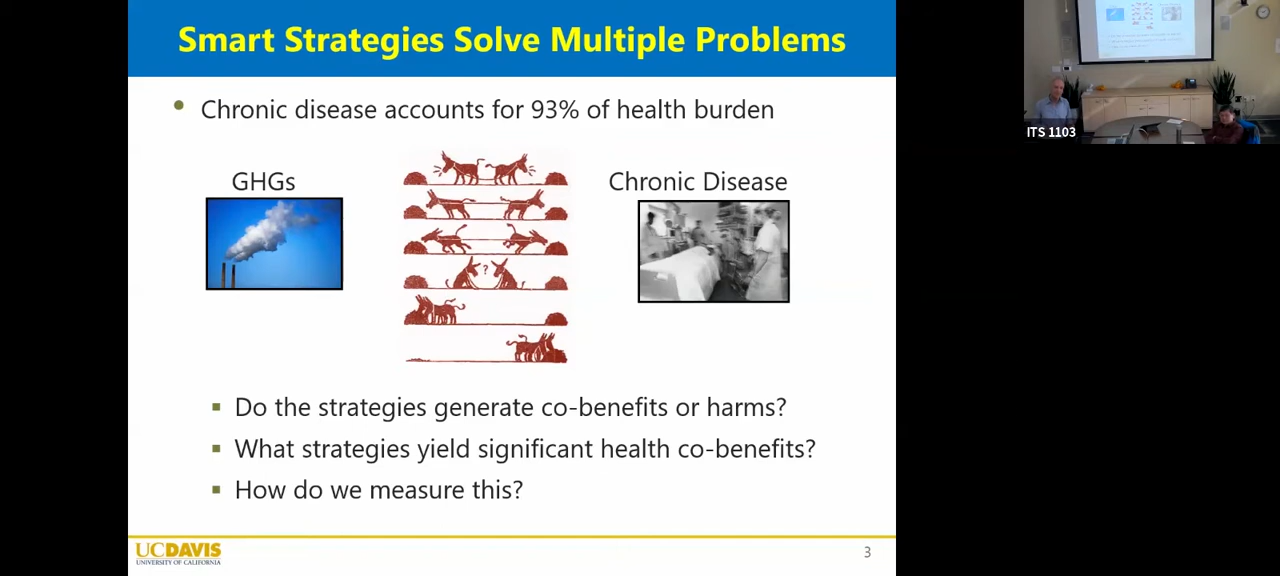 Smart Strategies Solve Multiple Problems
Chronic disease accounts for 93% of health burden
GHGs
Chronic Disease
?
Do the strategies generate co-benefits or harms?
What strategies yield significant health co-benefits?
How do we measure this?
UCDAVIS
UNIVERSITY OF CALIFORNIA
3
ITS 1103